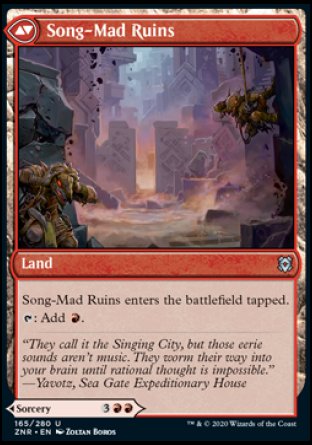 Song-Mad Ruins
Land
Song-Mad Ruins enters the battlefield tapped.
: Add .
"They call it the Singing City, but those eerie
sounds aren't music. They worm their way into
your brain until rational thought is impossible."
—Yavotz, Sea Gate Expeditionary House
Sorcery 3
165/280 U
ZNR • EN Zoltan Boros
™ & © 2020 Wizards of the Coast